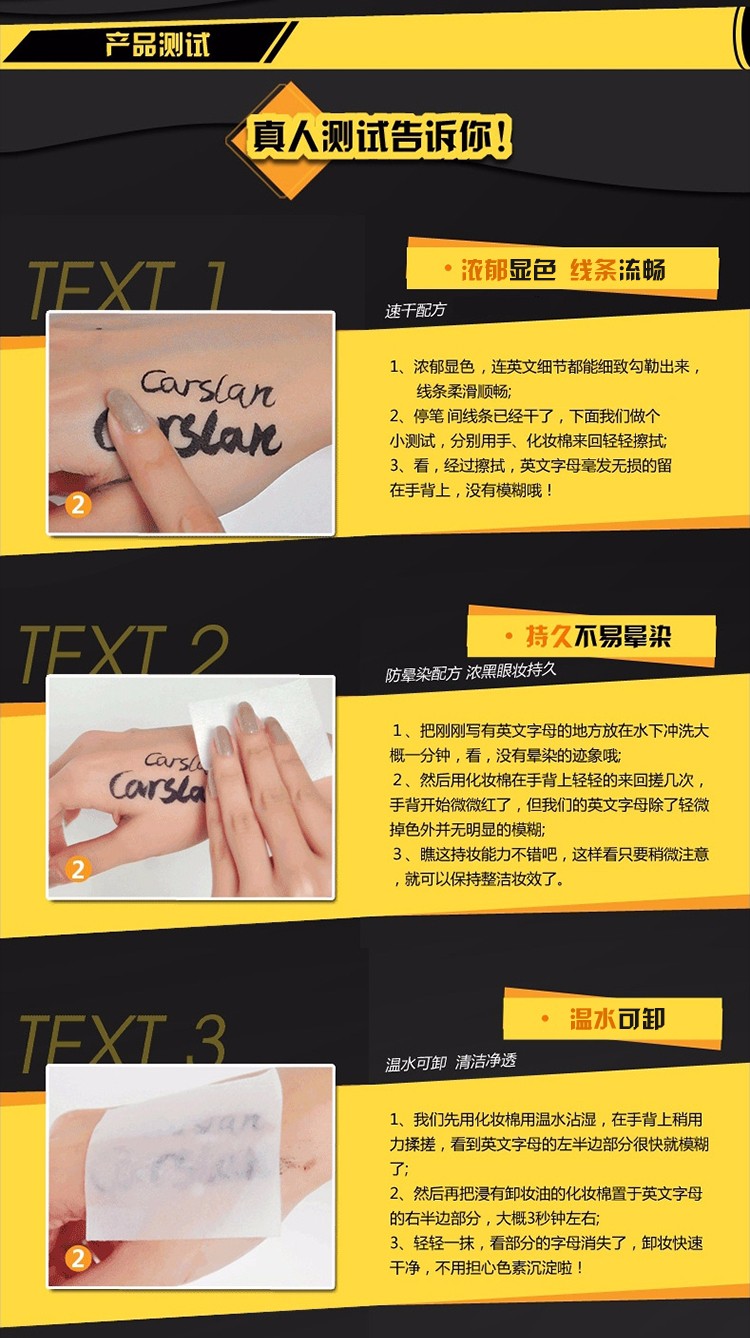 产品测试
真人测试告诉你!
TEXT 1
·浓郁显色 线条流畅
速干配方
Carslan
Carslan
2
1、浓郁显色，连英文细节都能细致勾勒出来，
线条柔滑顺畅;
2、停笔间线条已经干了，下面我们做个
小测试，分别用手、化妆棉来回轻轻擦拭;
3、看，经过擦拭，英文字母毫发无损的留
在手背上，没有模糊哦！
TEXT 2
·持久不易晕染
防晕染配方 浓黑眼妆持久
Carsla
Carsla
2
1、把刚刚写有英文字母的地方放在水下冲洗大
概一分钟，看，没有晕染的迹象哦;
2、然后用化妆棉在手背上轻轻的来回搓几次，
手背开始微微红了，但我们的英文字母除了轻微
掉色外并无明显的模糊;
3、瞧这持妆能力不错吧，这样看只要稍微注意
，就可以保持整洁妆效了。
TEXT 3
·温水可卸
温水可卸 清洁净透
Carslan
2
1、我们先用化妆棉用温水沾湿，在手背上稍用
力揉搓，看到英文字母的左半边部分很快就模糊
了;
2、然后再把浸有卸妆油的化妆棉置于英文字母
的右半边部分，大概3秒钟左右;
3、轻轻一抹，看部分的字母消失了，卸妆快速
干净，不用担心色素沉淀啦！